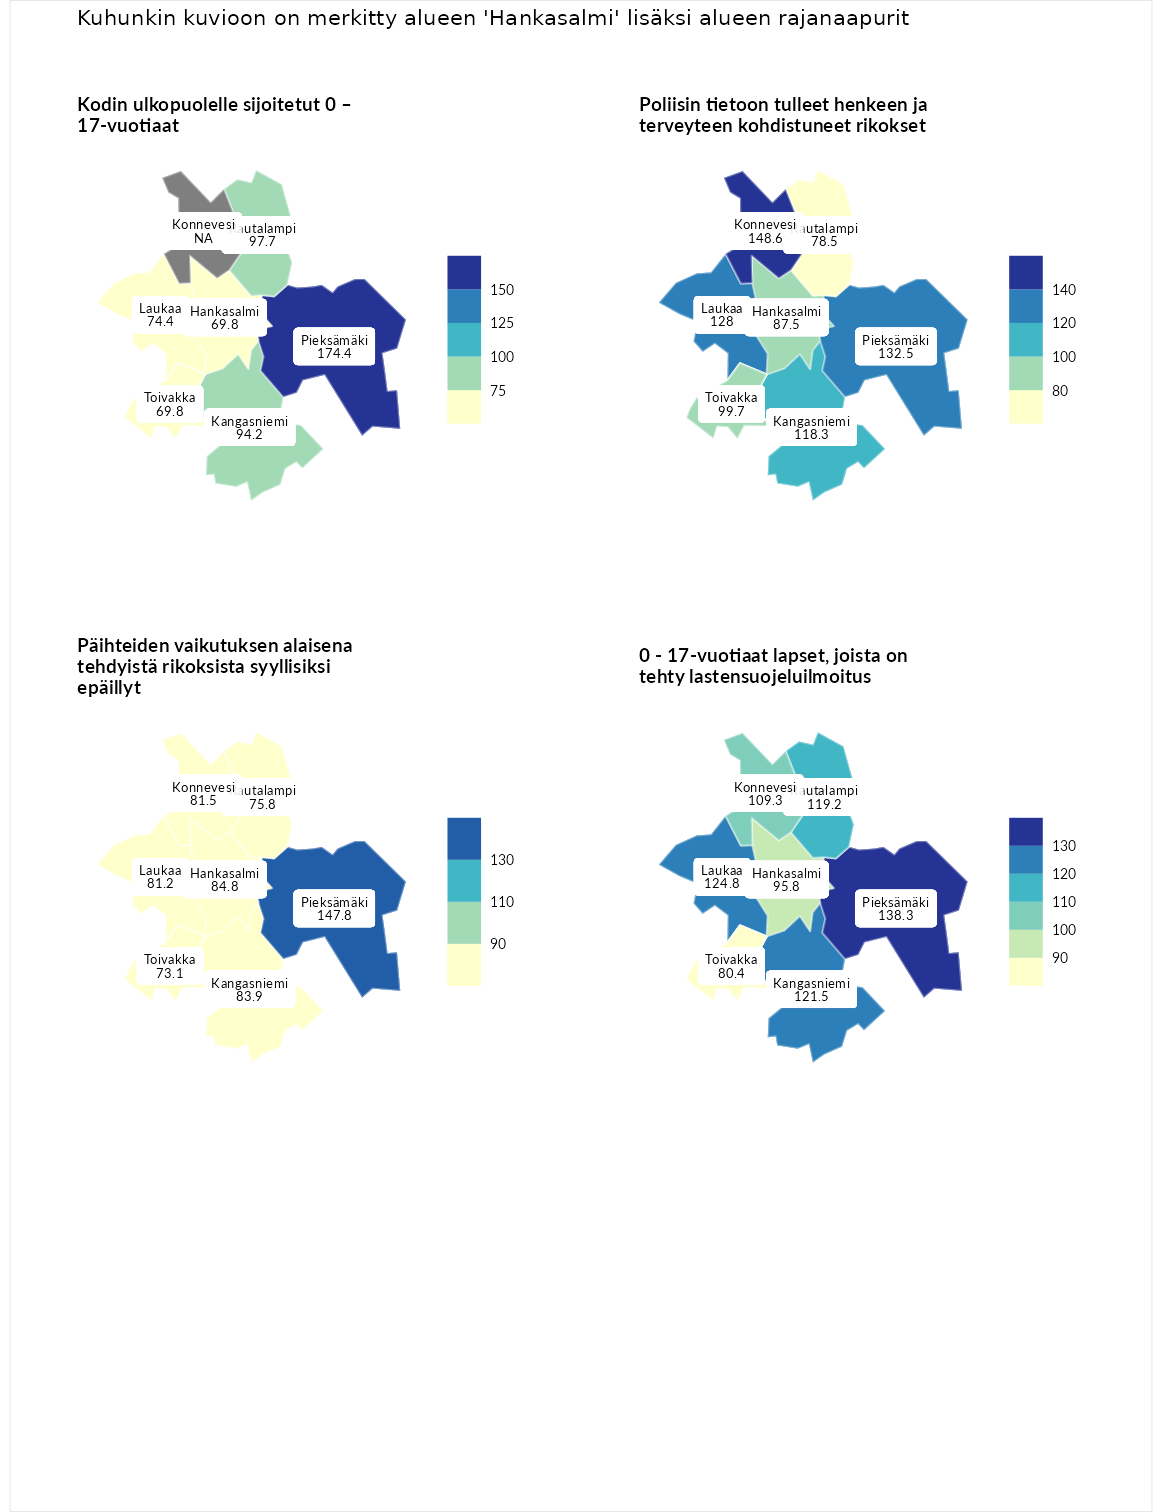 Kuhunkin kuvioon on merkitty alueen 'Hankasalmi' lisäksi alueen rajanaapurit
Kodin ulkopuolelle sijoitetut 0 –
17-vuotiaat
Konnevesi
NA
97.7
Laukaa
74.4
Hankasalmi
69.8
Pieksämäki
174.4
Toivakka
69.8
Kangasniemi
94.2
150
125
100
75
Poliisin tietoon tulleet henkeen ja
terveyteen kohdistuneet rikokset
Konnevesi
148.6
78.5
Laukaa
128
Hankasalmi
87.5
Pieksämäki
132.5
Toivakka
99.7
Kangasniemi
118.3
140
120
100
80
Päihteiden vaikutuksen alaisena
tehdyistä rikoksista syyllisiksi
epäillyt
Konnevesi
81.5
75.8
Laukaa
81.2
Hankasalmi
84.8
Pieksämäki
147.8
Toivakka
73.1
Kangasniemi
83.9
130
110
90
0 - 17-vuotiaat lapset, joista on
tehty lastensuojeluilmoitus
Konnevesi
109.3
119.2
Laukaa
124.8
Hankasalmi
95.8
Pieksämäki
138.3
Toivakka
80.4
Kangasniemi
121.5
130
120
110
100
90